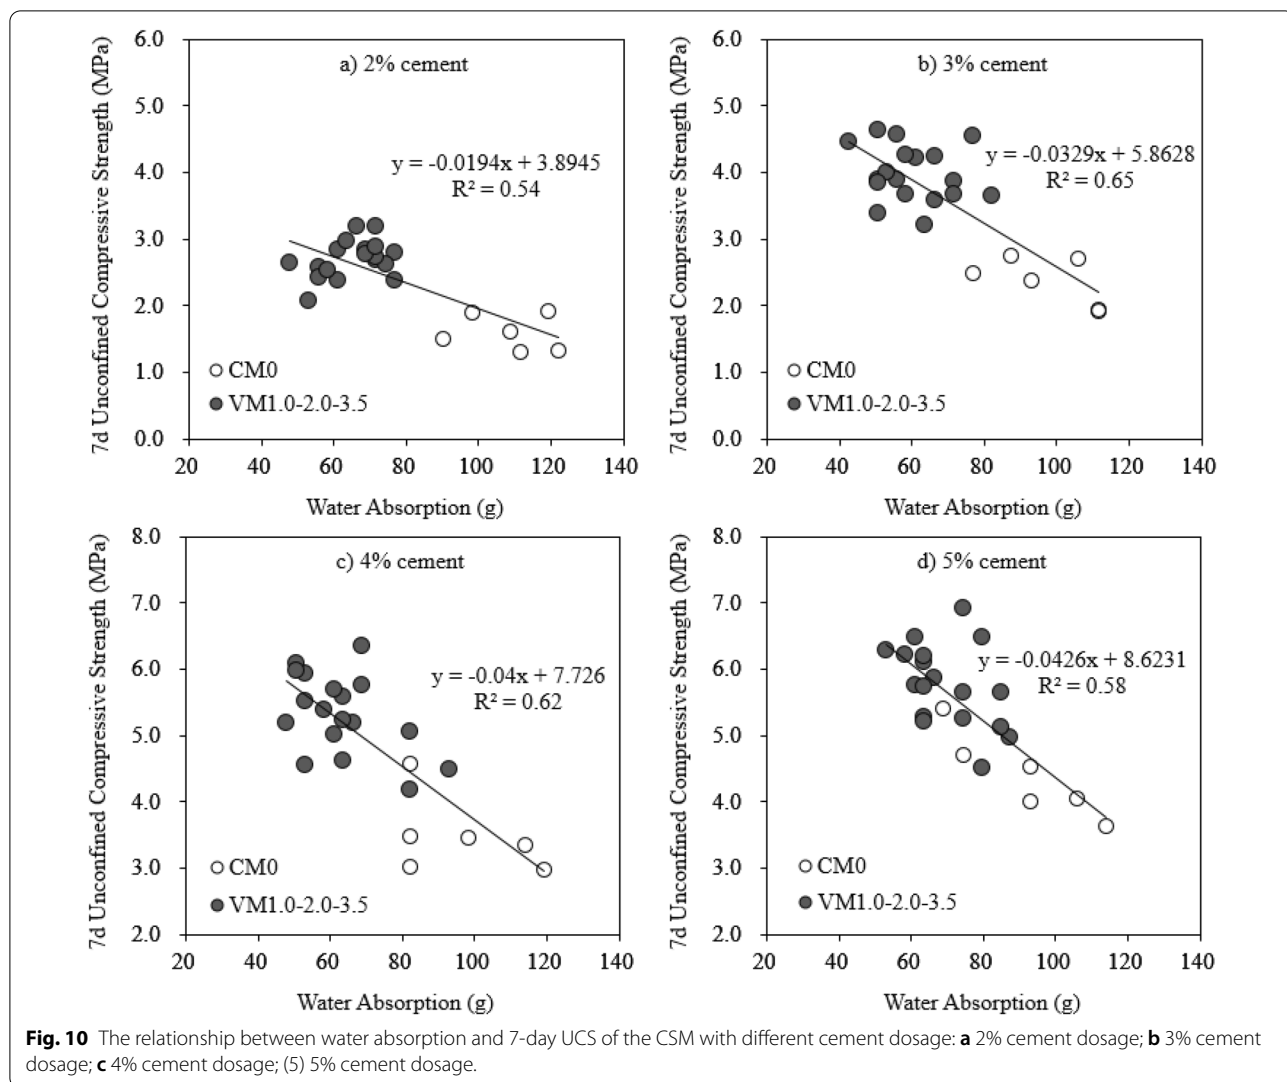 7d Unconfined Compressive Strength (MPa)
6.0
5.0
4.0
3.0
2.0
1.0
0.0
a) 2% cement
y = -0.0194x + 3.8945
R² = 0.54
CM0
VM1.0-2.0-3.5
20 40 60 80 100 120 140
Water Absorption (g)
7d Unconfined Compressive Strength (MPa)
6.0
5.0
4.0
3.0
2.0
1.0
0.0
b) 3% cement
y = -0.0329x + 5.8628
R² = 0.65
CM0
VM1.0-2.0-3.5
20 40 60 80 100 120 140
Water Absorption (g)
7d Unconfined Compressive Strength (MPa)
8.0
7.0
6.0
5.0
4.0
3.0
2.0
c) 4% cement
y = -0.04x + 7.726
R² = 0.62
CM0
VM1.0-2.0-3.5
20 40 60 80 100 120 140
Water Absorption (g)
7d Unconfined Compressive Strength (MPa)
8.0
7.0
6.0
5.0
4.0
3.0
2.0
d) 5% cement
y = -0.0426x + 8.6231
R² = 0.58
CM0
VM1.0-2.0-3.5
20 40 60 80 100 120 140
Water Absorption (g)
Fig. 10 The relationship between water absorption and 7-day UCS of the CSM with different cement dosage: a 2% cement dosage; b 3% cement
dosage; c 4% cement dosage; (5) 5% cement dosage.